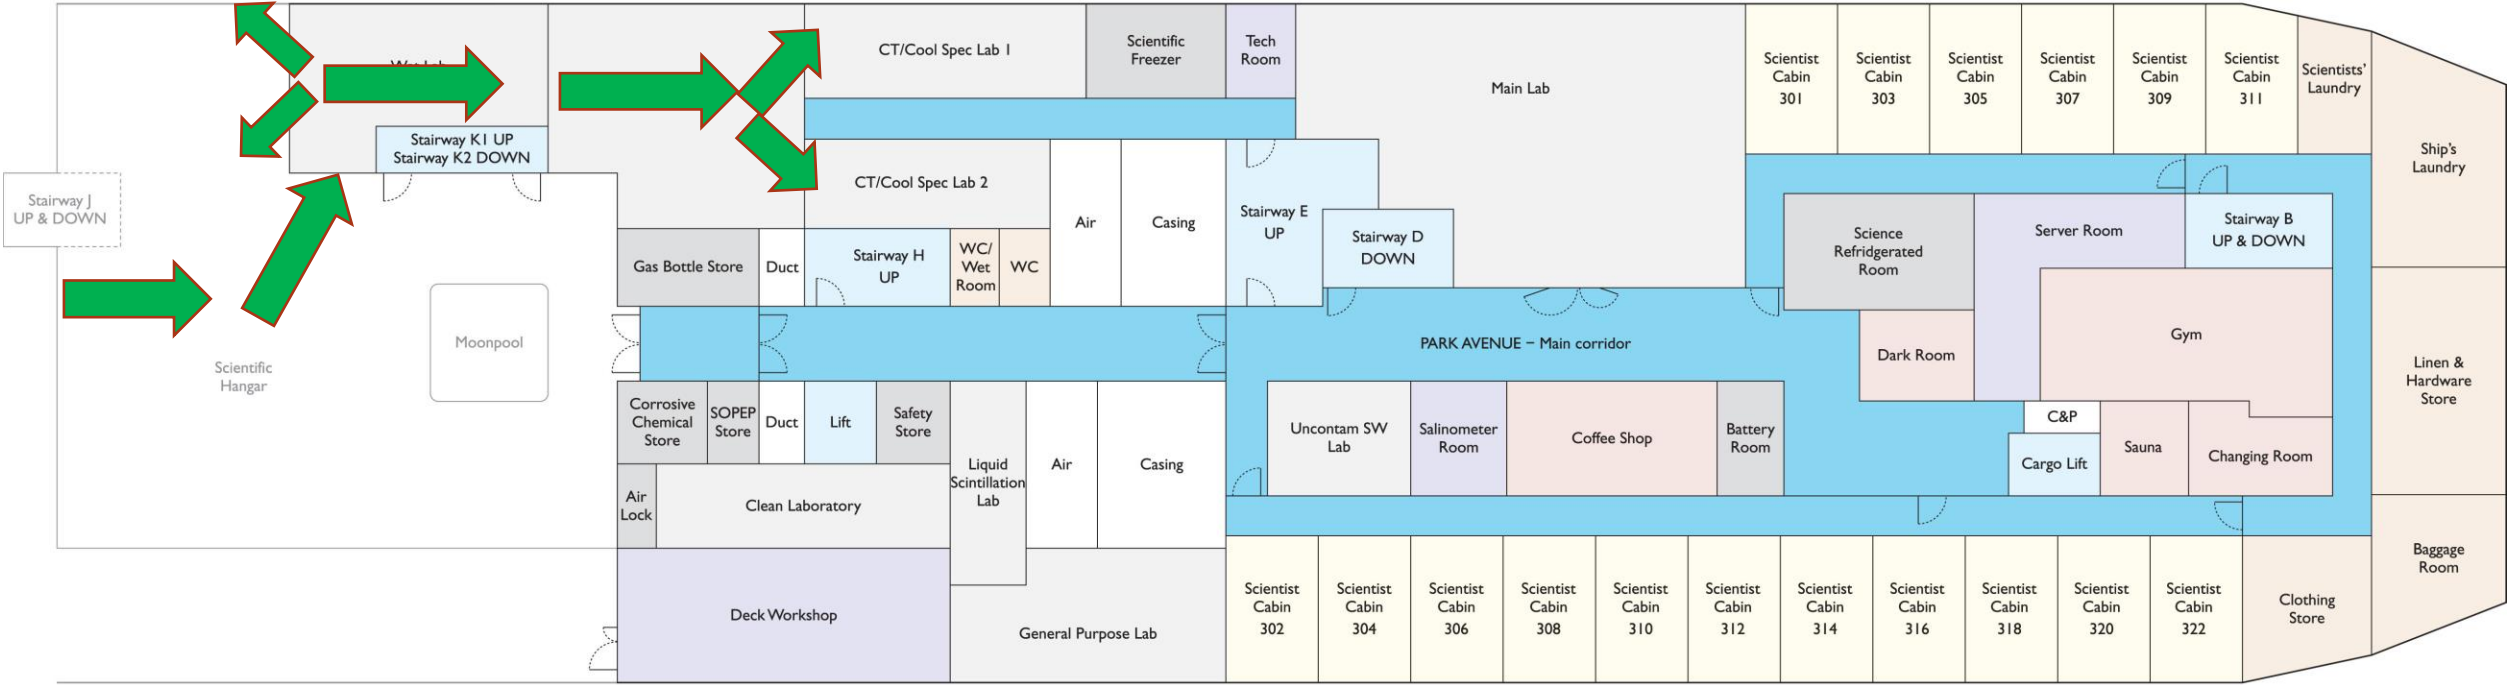 Wet Lab
Stairway K1 UP
Stairway K2 DOWN
Stairway J
UP & DOWN
Scientific
Hangar
Moonpool
CT/Cool Spec Lab 1
Scientific
Freezer
Tech
Room
Main Lab
CT/Cool Spec Lab 2
Air
Casing
Gas Bottle Store
Duct
Stairway H
UP
WC/
Wet
Room
WC
Stairway E
UP
Stairway D
DOWN
Scientist
Cabin
301
Scientist
Cabin
303
Scientist
Cabin
305
Scientist
Cabin
307
Scientist
Cabin
309
Scientist
Cabin
311
Scientists'
Laundry
Ship's
Laundry
Science
Refridgerated
Room
Server Room
Stairway B
UP & DOWN
Gym
Dark Room
PARK AVENUE – Main corridor
Linen &
Hardware
Store
Corrosive
Chemical
Store
SOPEP
Store
Duct
Lift
Safety
Store
Liquid
Scintillation
Lab
Air
Casing
Uncontam SW
Lab
Salinometer
Room
Coffee Shop
Battery
Room
C&P
Cargo Lift
Sauna
Changing Room
Air
Lock
Clean Laboratory
Deck Workshop
General Purpose Lab
Scientist
Cabin
302
Scientist
Cabin
304
Scientist
Cabin
306
Scientist
Cabin
308
Scientist
Cabin
310
Scientist
Cabin
312
Scientist
Cabin
314
Scientist
Cabin
316
Scientist
Cabin
318
Scientist
Cabin
320
Scientist
Cabin
322
Clothing
Store
Baggage
Room